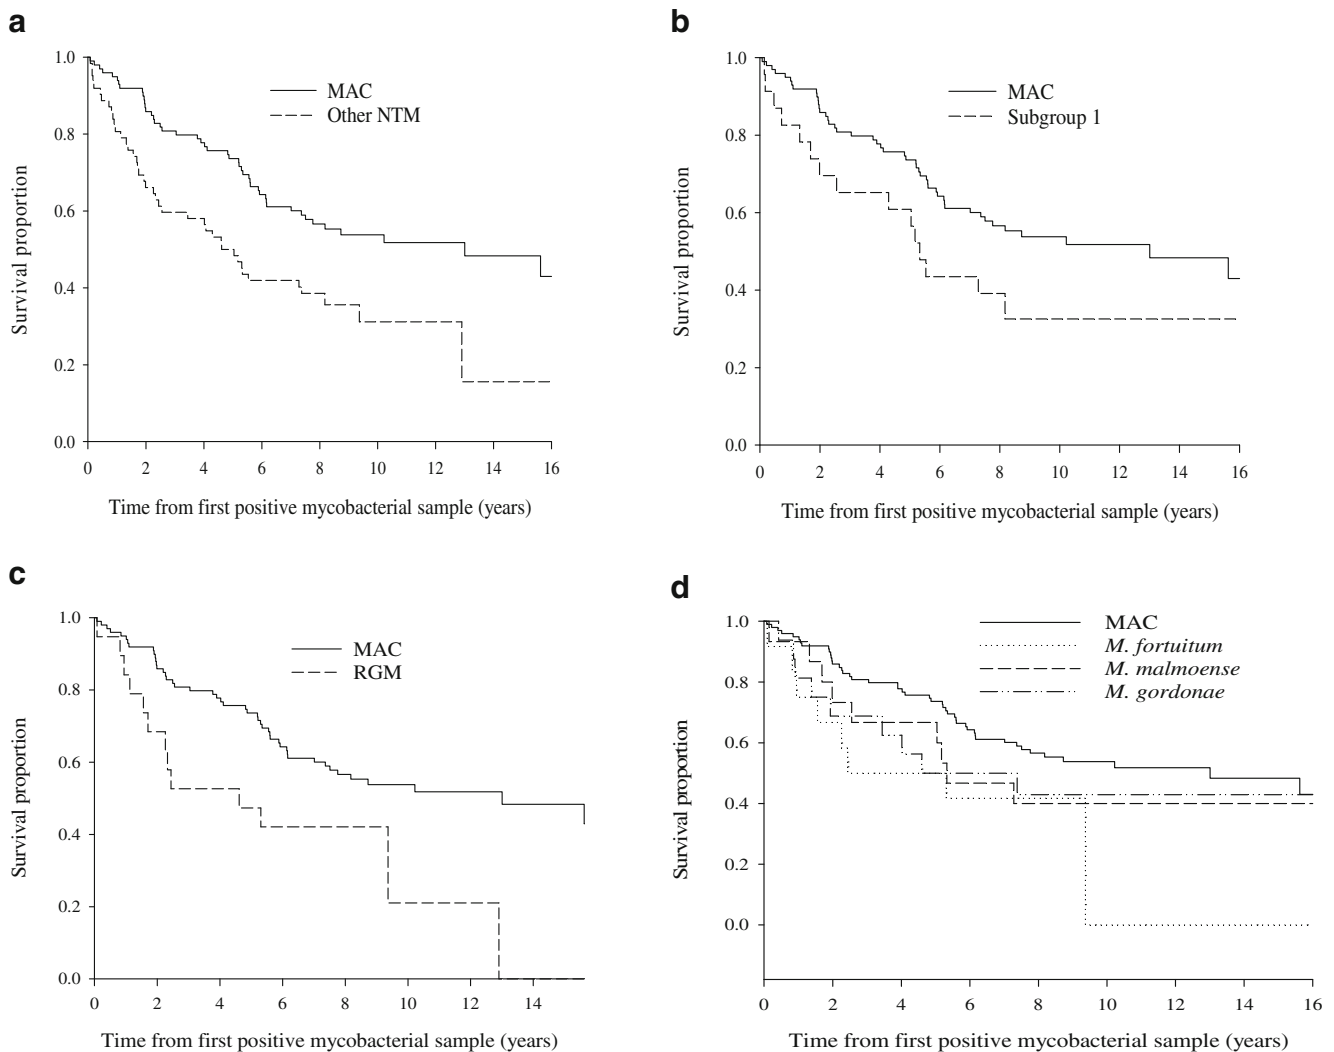 a
1.0
0.8
0.6
0.4
0.2
0.0
Survival proportion
MAC
Other NTM
0 2 4 6 8 10 12 14 16
Time from first positive mycobacterial sample (years)
b
1.0
0.8
0.6
0.4
0.2
0.0
Survival proportion
MAC
Subgroup 1
0 2 4 6 8 10 12 14 16
Time from first positive mycobacterial sample (years)
c
1.0
0.8
0.6
0.4
0.2
0.0
Survival proportion
MAC
RGM
0 2 4 6 8 10 12 14
Time from first positive mycobacterial sample (years)
d
1.0
0.8
0.6
0.4
0.2
0.0
Survival proportion
MAC
M. fortuitum
M. malmoense
M. gordonae
0 2 4 6 8 10 12 14 16
Time from first positive mycobacterial sample (years)